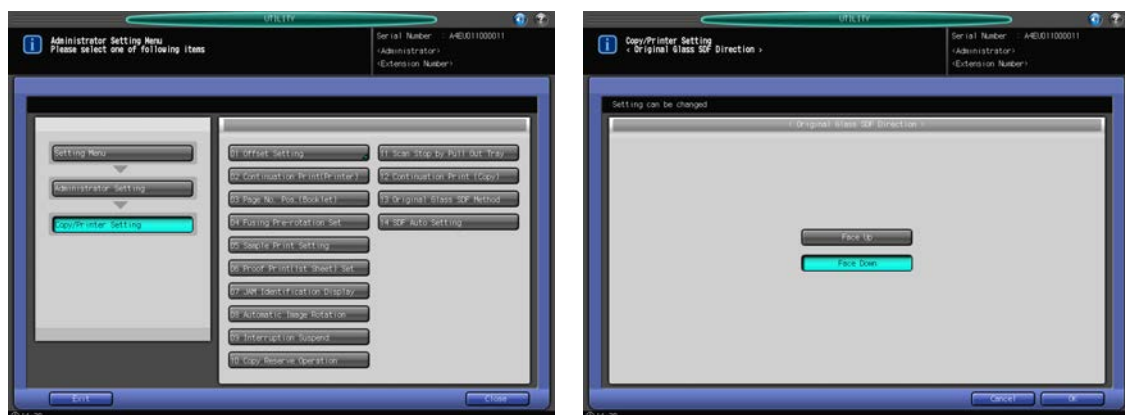 UTILITY
Administrator Setting Menu
Please select one of following items
Serial Number : A4EU011000011
<Administrator>
<Extension Number>
Setting Menu
Administrator Setting
Copy/Printer Setting
01 Offset Setting
02 Continuation Print(Printer)
03 Page No. Pos.(Booklet)
04 Fusing Pre-rotation Set
05 Sample Print Setting
06 Proof Print(1st Sheet) Set
07 JAM Identification Display
08 Automatic Image Rotation
09 Interruption Suspend
10 Copy Reserve Operation
11 Scan Stop by Pull Out Tray
12 Continuation Print (Copy)
13 Original Glass SDF Method
14 SDF Auto Setting
Exit
Close
UTILITY
Copy/Printer Setting
< Original Glass SDF Direction >
Serial Number : A4EU011000011
<Administrator>
<Extension Number>
Setting can be changed
< Original Glass SDF Direction >
Face Up
Face Down
Cancel
OK